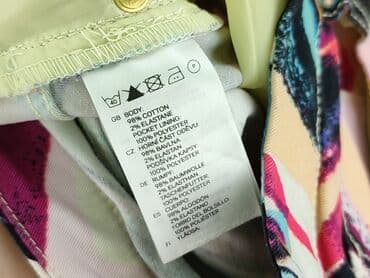 40
P
GB BODY:
98% COTTON
2% ELASTANE
POCKET LINING
100% POLYESTER
CZ HORNÍ ČÁST ODĚVU
98% BAVLNA
2% ELASTAN
PODŠÍVKA KAPSY
100% POLYESTER
DE RUMPF
98% BAUMWOLLE
2% ELASTHAN
TASCHENFUTTER
100% POLYESTER
ES CUERPO:
98% ALGODÓN
2% ELASTANO
FORRO DEL BOLSILLO:
100% POLIÉSTER
FI YLÄOSA: